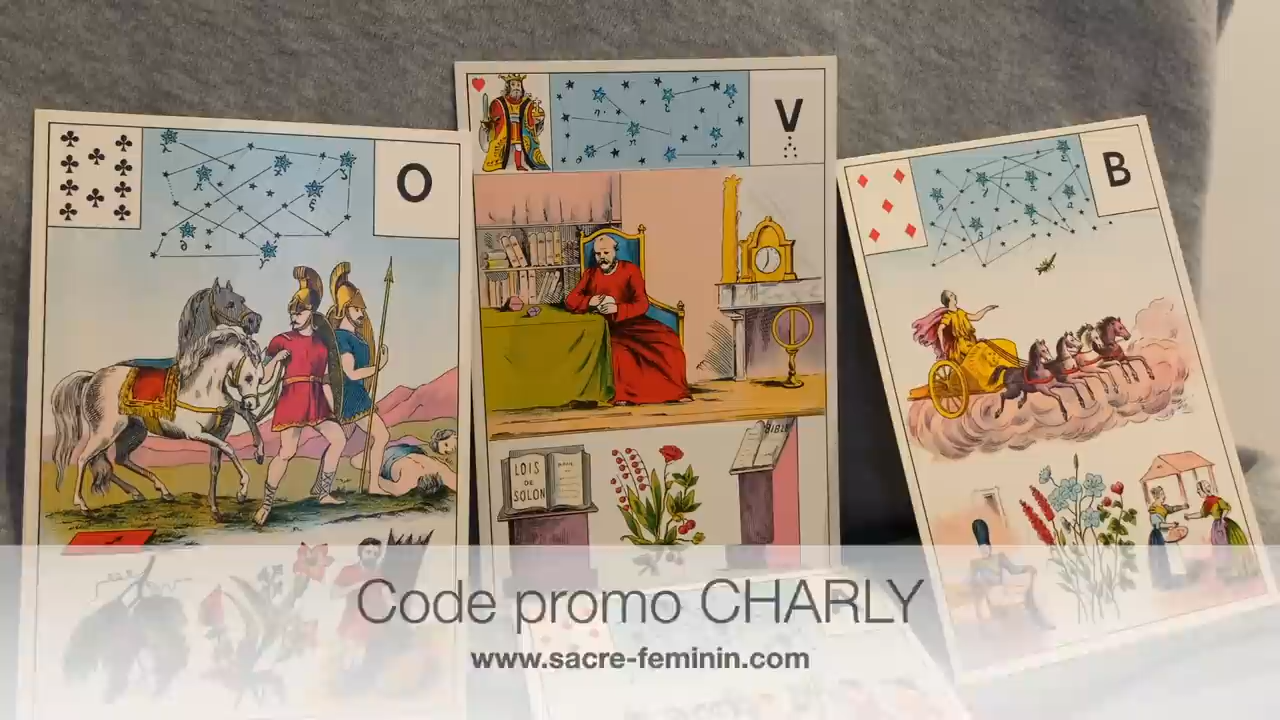 O
V
B
LOIS
DE
SOLON
BIBLE
Code promo CHARLY
www.sacre-feminin.com